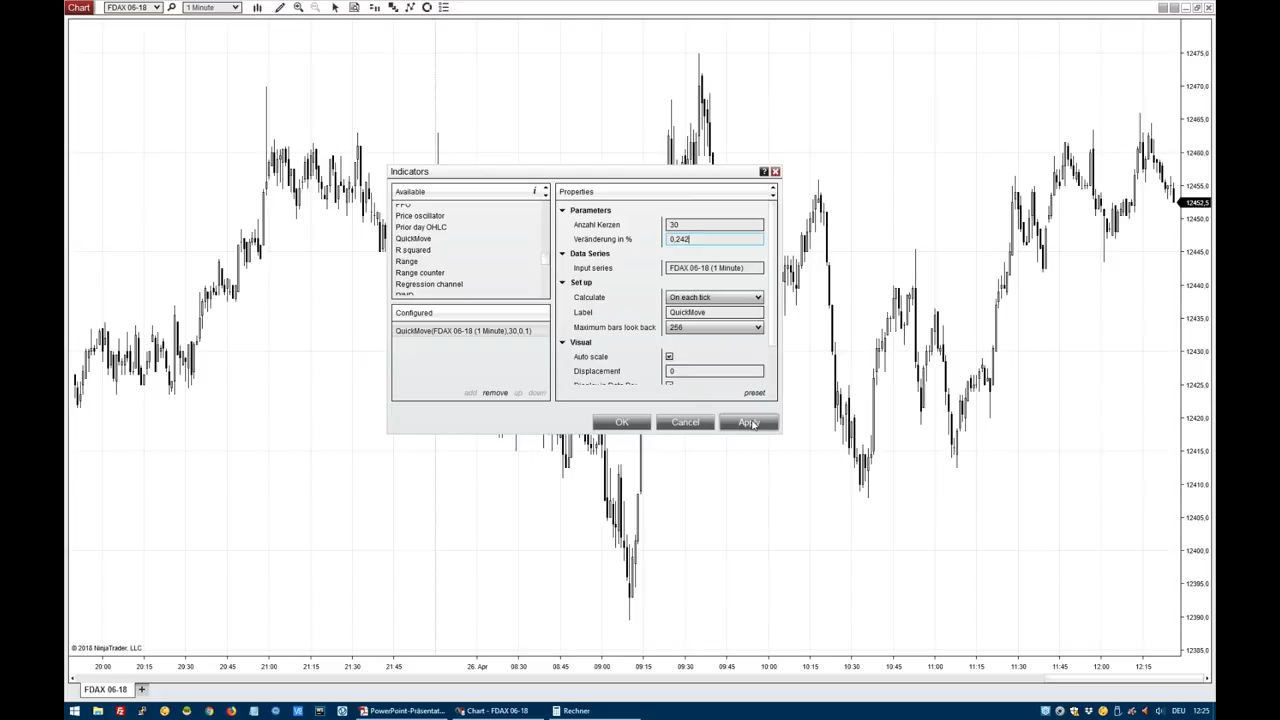 Chart FDAX 06-18 1 Minute
12475,0
12470,0
12465,0
12460,0
12455,0
12452,5
12450,0
12445,0
12440,0
12435,0
12430,0
12425,0
12420,0
12415,0
12410,0
12405,0
12400,0
12395,0
12390,0
12385,0
Indicators
Available
Price oscillator
Prior day OHLC
QuickMove
R squared
Range
Range counter
Regression channel
Configured
QuickMove(FDAX 06-18 (1 Minute),30,0.1)
add remove up down
Properties
Parameters
Anzahl Kerzen 30
Veränderung in % 0,242
Data Series
Input series FDAX 06-18 (1 Minute)
Set up
Calculate On each tick
Label QuickMove
Maximum bars look back 256
Visual
Auto scale
Displacement 0
preset
OK Cancel Apply
© 2018 NinjaTrader, LLC
20:00 20:15 20:30 20:45 21:00 21:15 21:30 21:45 26. Apr 08:30 08:45 09:00 09:15 09:30 09:45 10:00 10:15 10:30 10:45 11:00 11:15 11:30 11:45 12:00 12:15
FDAX 06-18 +
PowerPoint-Präsentat... Chart - FDAX 06-18 Rechner DEU 12:25